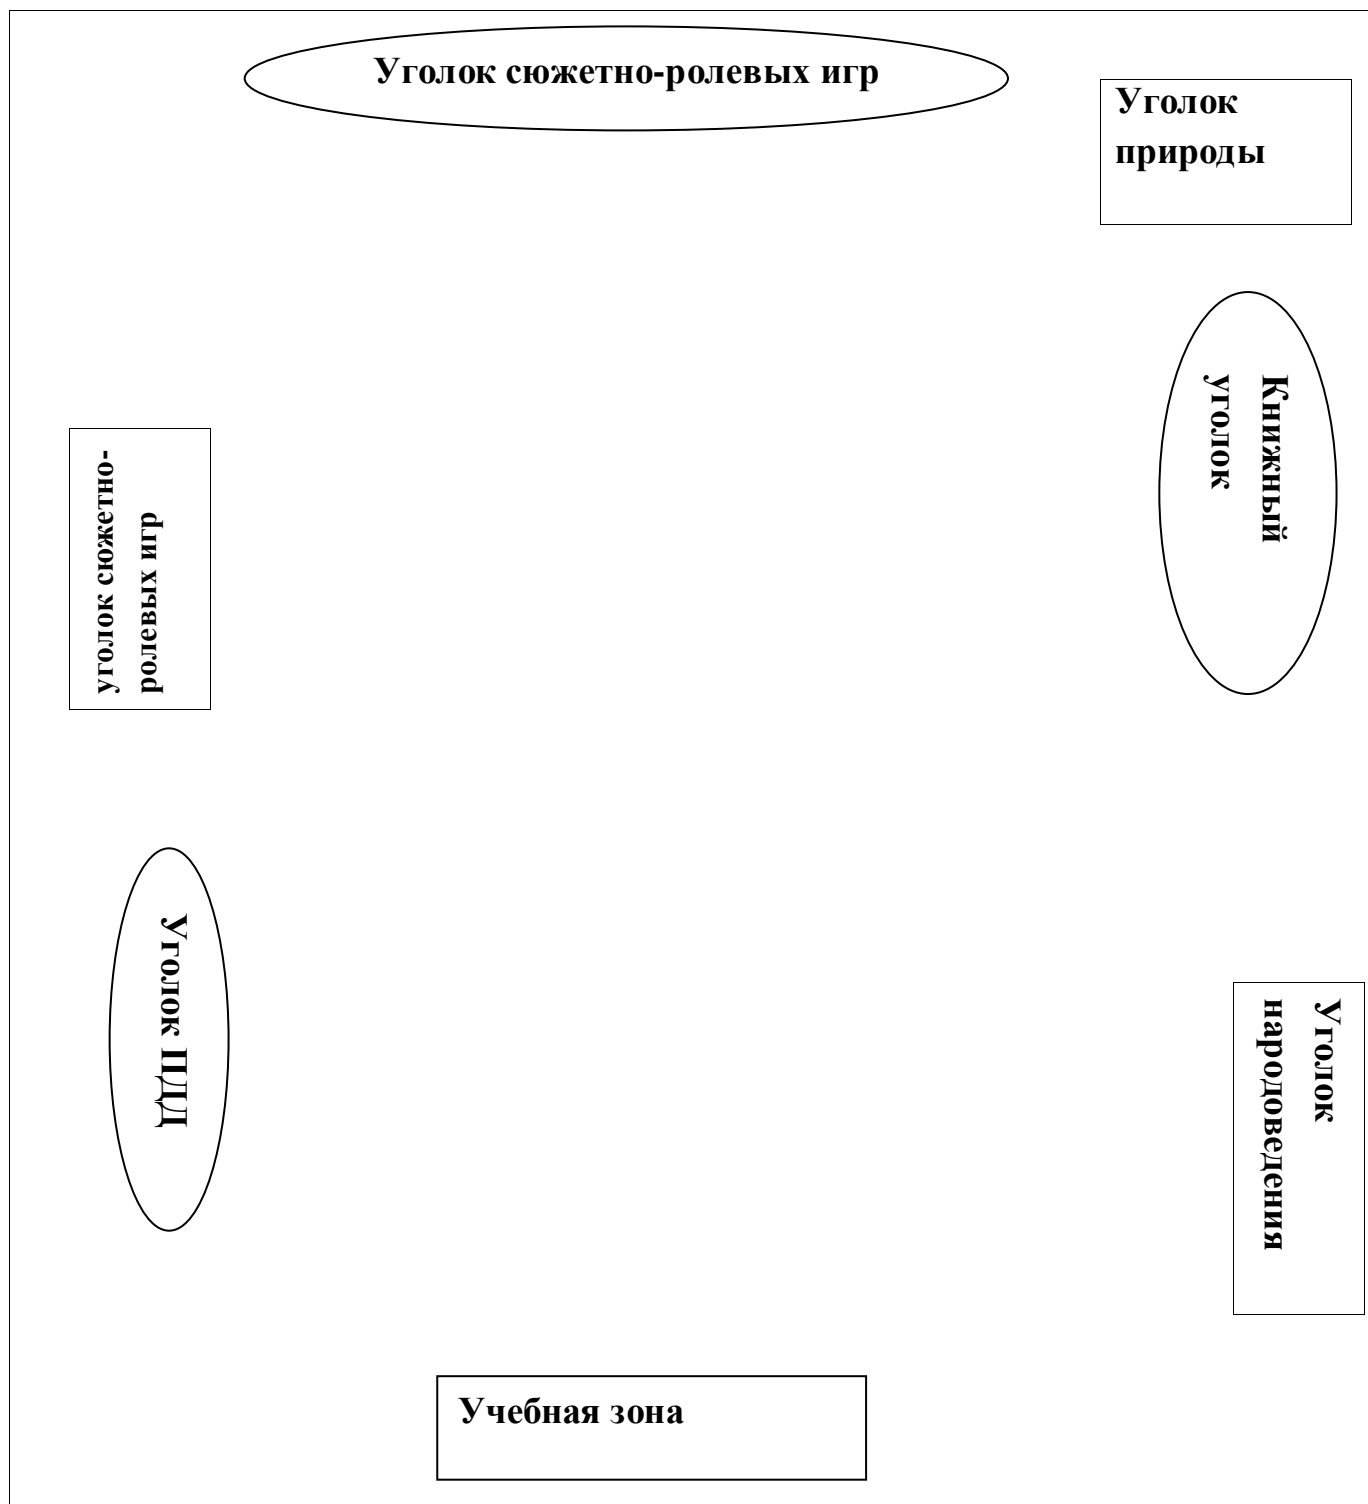 Уголок сюжетно-ролевых игр
Уголок
природы
Книжный
уголок
уголок сюжетно-
ролевых игр
Уголок ПДД
Уголок
народоведения
Учебная зона